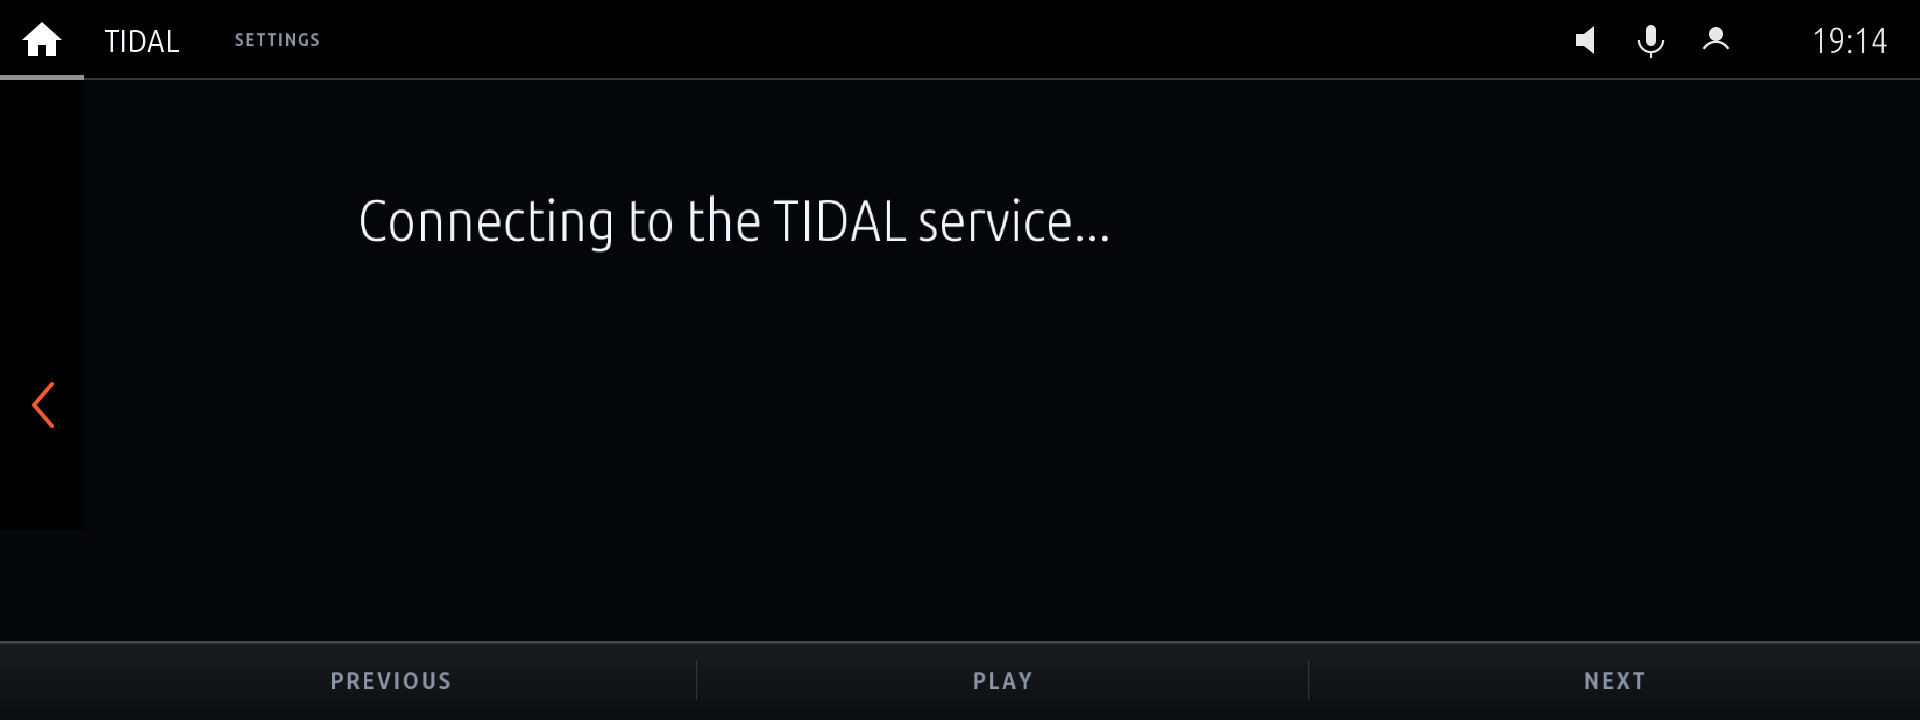 TIDAL
SETTINGS
19:14
Connecting to the TIDAL service...
PREVIOUS
PLAY
NEXT